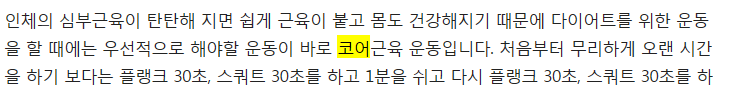 인체의 심부근육이 탄탄해 지면 쉽게 근육이 붙고 몸도 건강해지기 때문에 다이어트를 위한 운동
을 할 때에는 우선적으로 해야할 운동이 바로 코어근육 운동입니다. 처음부터 무리하게 오랜 시간
을 하기 보다는 플랭크 30초, 스쿼트 30초를 하고 1분을 쉬고 다시 플랭크 30초, 스쿼트 30초를 하